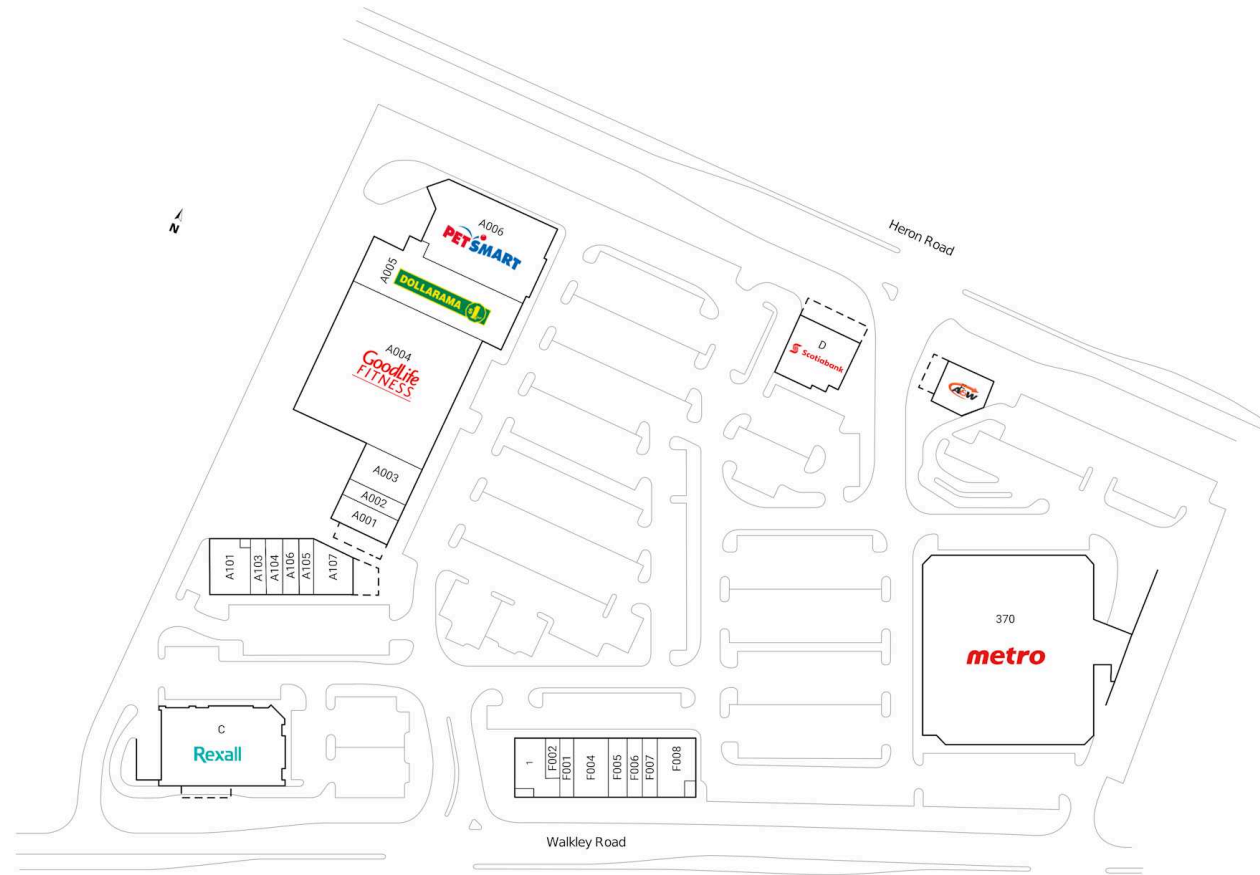 Heron Road
N
A006
PETSMART
A005
DOLLARAMA
D
Scotiabank
A004
GoodLife
FITNESS
A&W
A003
A002
A001
A101
A103
A104
A106
A105
A107
370
metro
C
Rexall
1
F002
F001
F004
F005
F006
F007
F008
Walkley Road